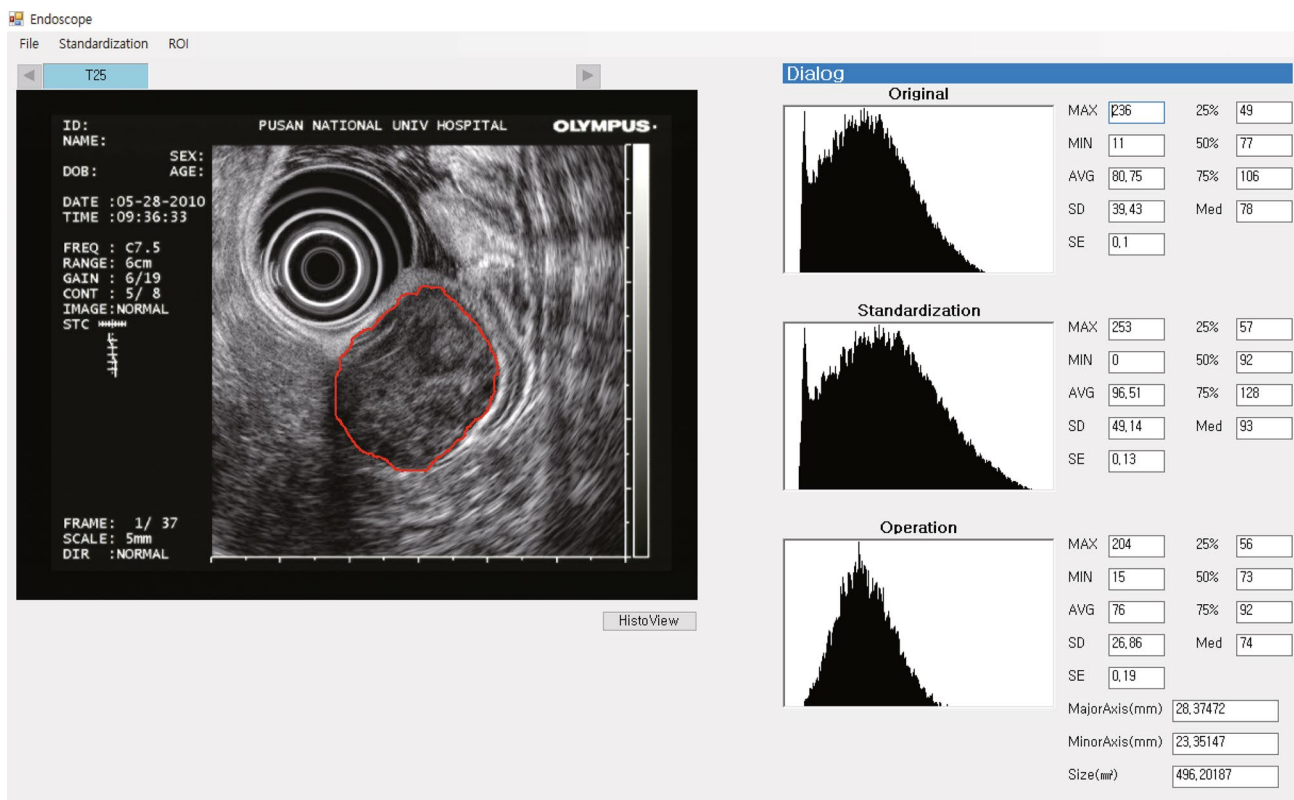 Endoscope
File Standardization ROI
T25
ID: PUSAN NATIONAL UNIV HOSPITAL OLYMPUS
NAME:
SEX:
DOB: AGE:
DATE :05-28-2010
TIME :09:36:33
FREQ : C7.5
RANGE: 6cm
GAIN : 6/19
CONT : 5/ 8
IMAGE:NORMAL
STC
FRAME: 1/ 37
SCALE: 5mm
DIR :NORMAL
HistoView
Dialog
Original
MAX 236 25% 49
MIN 11 50% 77
AVG 80,75 75% 106
SD 39,43 Med 78
SE 0,1
Standardization
MAX 253 25% 57
MIN 0 50% 92
AVG 96,51 75% 128
SD 49,14 Med 93
SE 0,13
Operation
MAX 204 25% 56
MIN 15 50% 73
AVG 76 75% 92
SD 26,86 Med 74
SE 0,19
MajorAxis(mm) 28,37472
MinorAxis(mm) 23,35147
Size(㎟) 496,20187